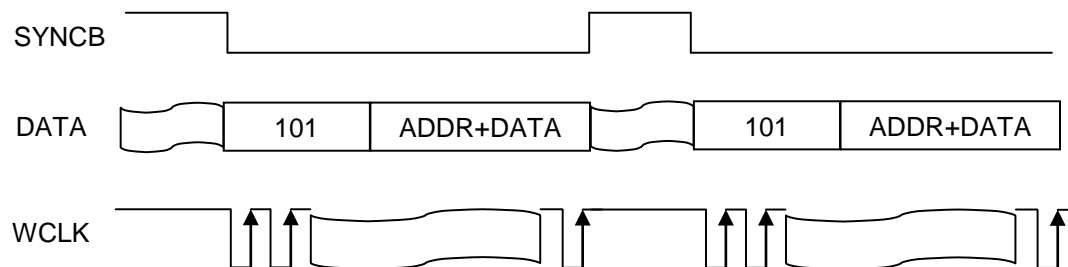 SYNCB
DATA 101 ADDR+DATA 101 ADDR+DATA
WCLK